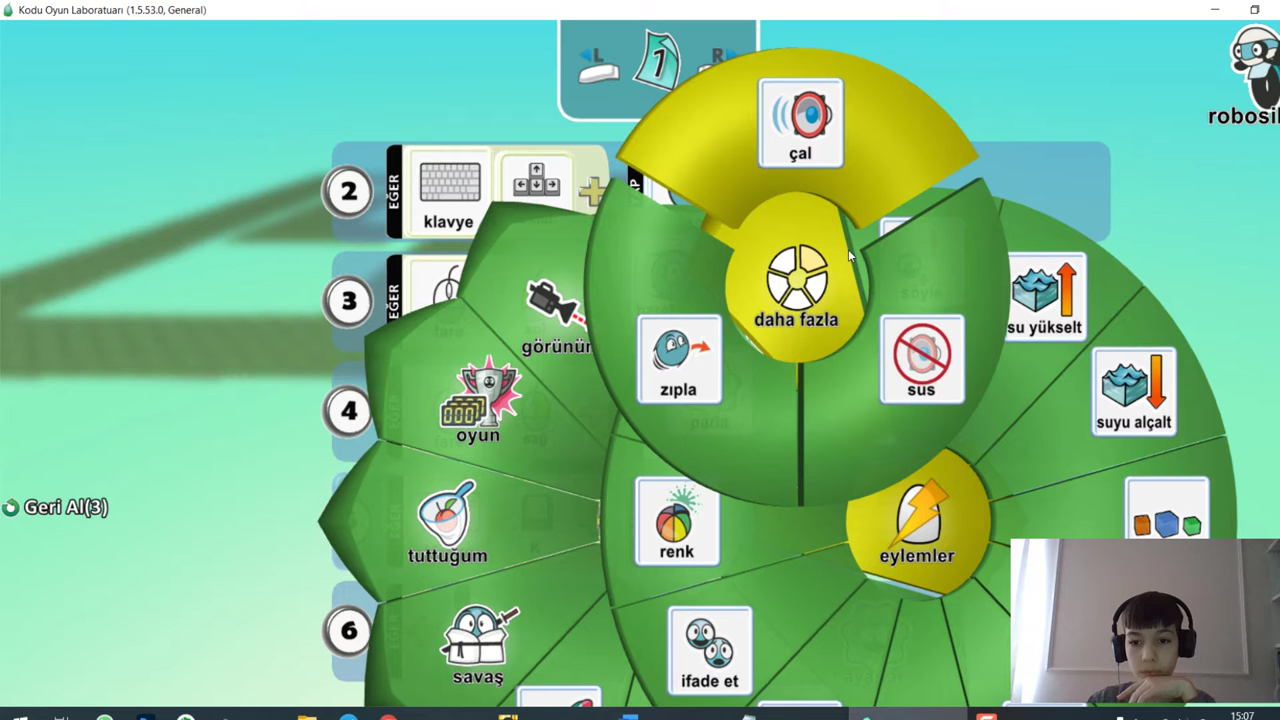 Kodu Oyun Laboratuarı (1.5.53.0, General)
L
1
R
robosil
çal
2
EĞER
klavye
daha fazla
su yükselt
3
EĞER
görünür
zıpla
sus
suyu alçalt
4
oyun
Geri Al(3)
renk
eylemler
tuttuğum
6
ifade et
savaş
15:07